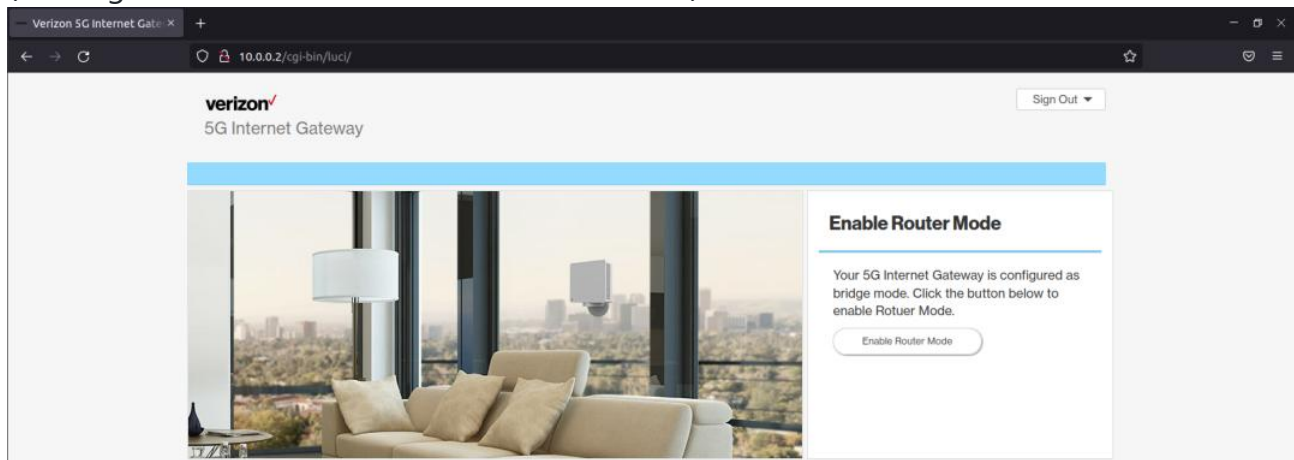 Verizon 5G Internet Gate
10.0.0.2/cgi-bin/luci/
verizon
Sign Out
5G Internet Gateway
Enable Router Mode
Your 5G Internet Gateway is configured as
bridge mode. Click the button below to
enable Rotuer Mode.
Enable Router Mode